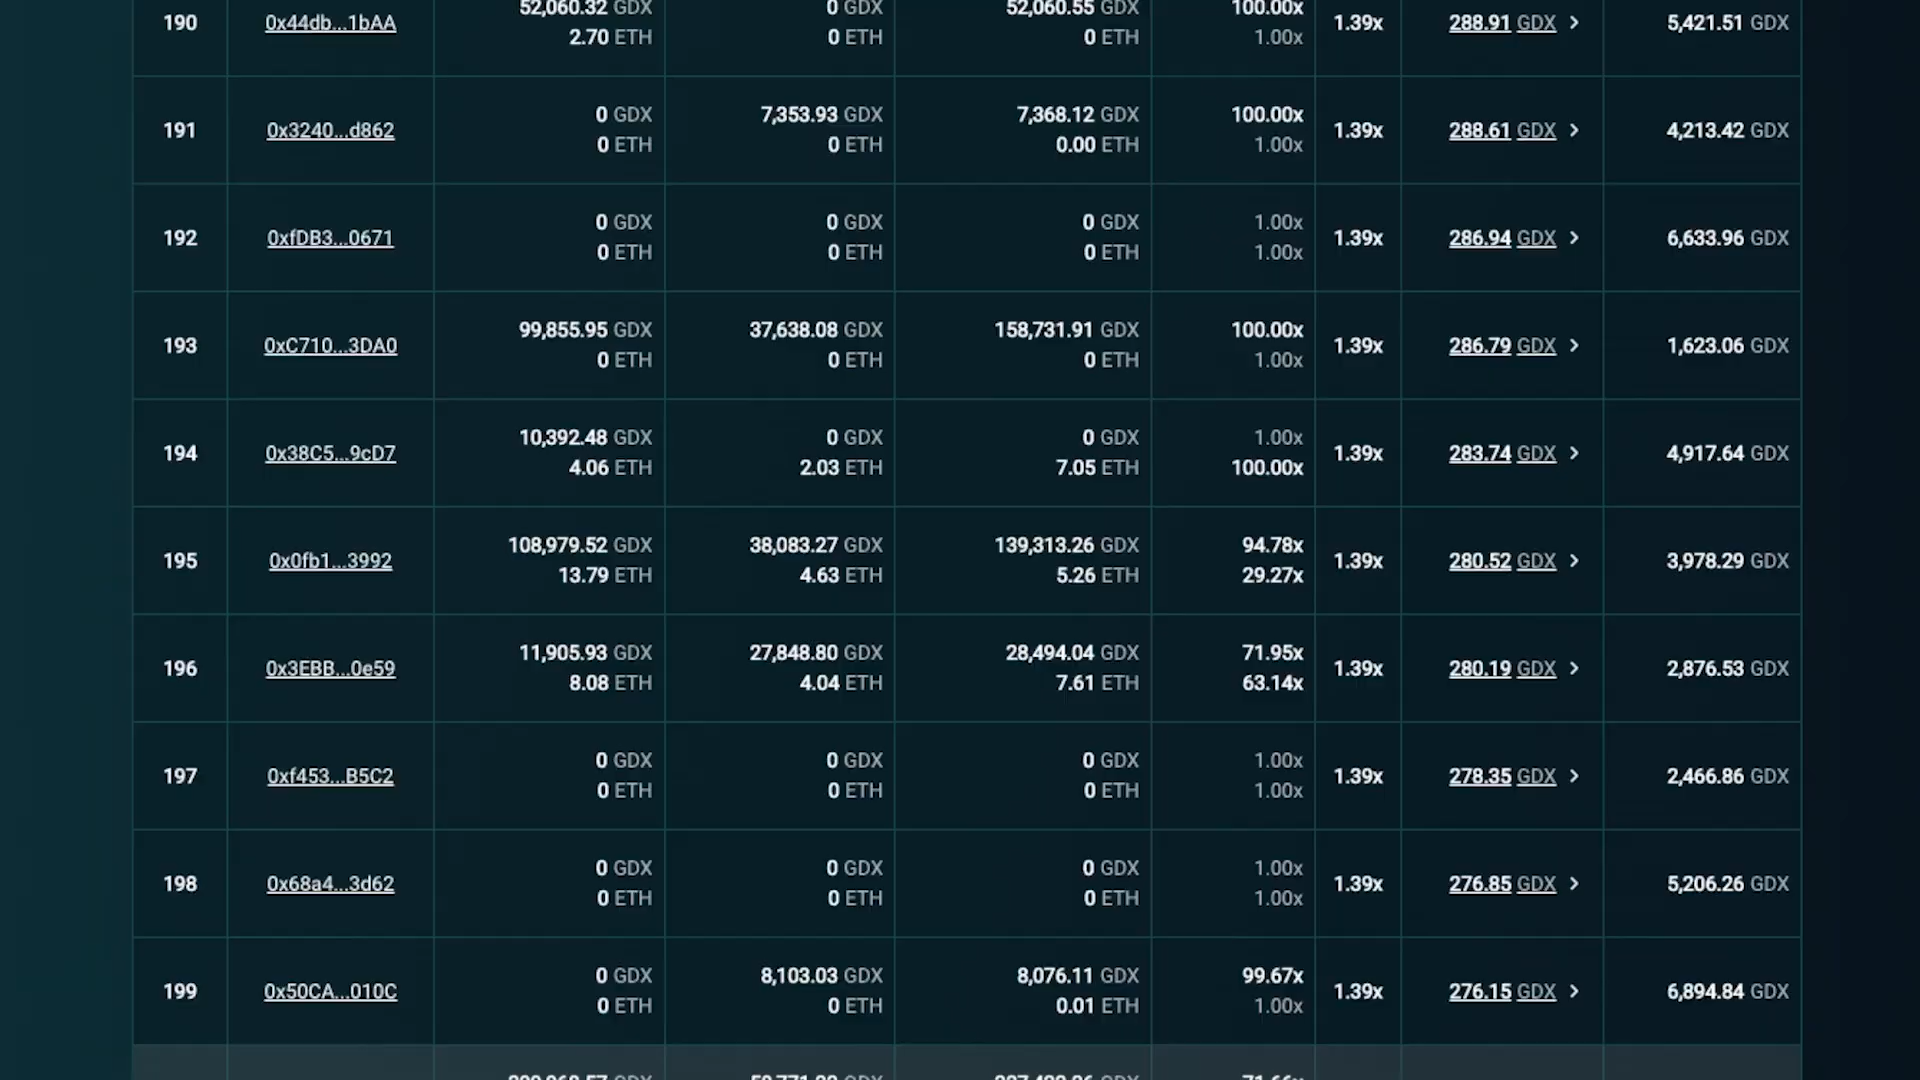 190 0x44db...1bAA 52,060.32 GDX 0 GDX 52,060.55 GDX 100.00x 1.39x 288.91 GDX > 5,421.51 GDX
2.70 ETH 0 ETH 0 ETH 1.00x
191 0x3240...d862 0 GDX 7,353.93 GDX 7,368.12 GDX 100.00x 1.39x 288.61 GDX > 4,213.42 GDX
0 ETH 0 ETH 0.00 ETH 1.00x
192 0xfDB3...0671 0 GDX 0 GDX 0 GDX 1.00x 1.39x 286.94 GDX > 6,633.96 GDX
0 ETH 0 ETH 0 ETH 1.00x
193 0xC710...3DA0 99,855.95 GDX 37,638.08 GDX 158,731.91 GDX 100.00x 1.39x 286.79 GDX > 1,623.06 GDX
0 ETH 0 ETH 0 ETH 1.00x
194 0x38C5...9cD7 10,392.48 GDX 0 GDX 0 GDX 1.00x 1.39x 283.74 GDX > 4,917.64 GDX
4.06 ETH 2.03 ETH 7.05 ETH 100.00x
195 0x0fb1...3992 108,979.52 GDX 38,083.27 GDX 139,313.26 GDX 94.78x 1.39x 280.52 GDX > 3,978.29 GDX
13.79 ETH 4.63 ETH 5.26 ETH 29.27x
196 0x3EBB...0e59 11,905.93 GDX 27,848.80 GDX 28,494.04 GDX 71.95x 1.39x 280.19 GDX > 2,876.53 GDX
8.08 ETH 4.04 ETH 7.61 ETH 63.14x
197 0xf453...B5C2 0 GDX 0 GDX 0 GDX 1.00x 1.39x 278.35 GDX > 2,466.86 GDX
0 ETH 0 ETH 0 ETH 1.00x
198 0x68a4...3d62 0 GDX 0 GDX 0 GDX 1.00x 1.39x 276.85 GDX > 5,206.26 GDX
0 ETH 0 ETH 0 ETH 1.00x
199 0x50CA...010C 0 GDX 8,103.03 GDX 8,076.11 GDX 99.67x 1.39x 276.15 GDX > 6,894.84 GDX
0 ETH 0 ETH 0.01 ETH 1.00x